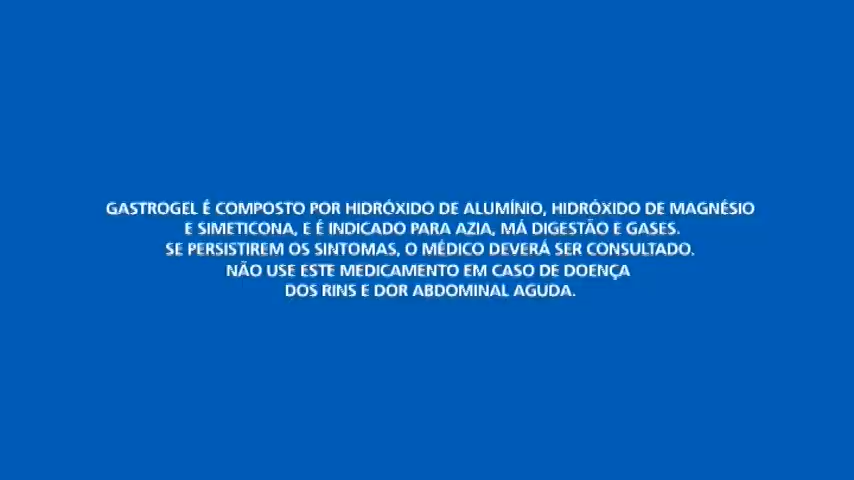 GASTROGEL É COMPOSTO POR HIDRÓXIDO DE ALUMÍNIO, HIDRÓXIDO DE MAGNÉSIO
E SIMETICONA, E É INDICADO PARA AZIA, MÁ DIGESTÃO E GASES.
SE PERSISTIREM OS SINTOMAS, O MÉDICO DEVERÁ SER CONSULTADO.
NÃO USE ESTE MEDICAMENTO EM CASO DE DOENÇA
DOS RINS E DOR ABDOMINAL AGUDA.